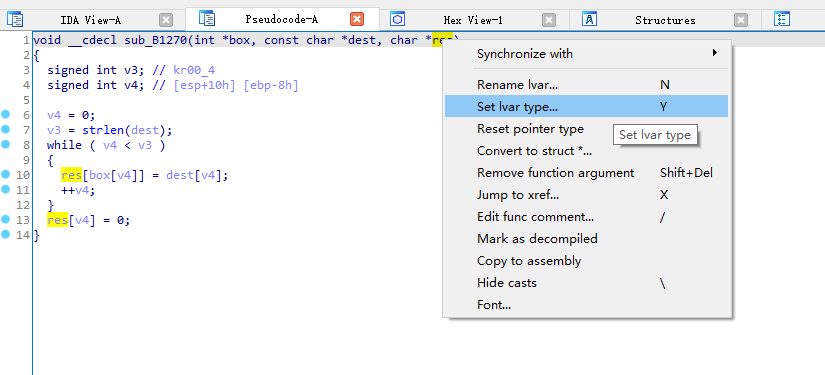 IDA View-A
Pseudocode-A
Hex View-1
Structures
1 void __cdecl sub_B1270(int *box, const char *dest, char *res)
2 {
3 signed int v3; // kr00_4
4 signed int v4; // [esp+10h] [ebp-8h]
5
6 v4 = 0;
7 v3 = strlen(dest);
8 while ( v4 < v3 )
9 {
10 res[box[v4]] = dest[v4];
11 ++v4;
12 }
13 res[v4] = 0;
14 }
Synchronize with
Rename lvar... N
Set lvar type... Y
Reset pointer type
Set lvar type
Convert to struct *...
Remove function argument Shift+Del
Jump to xref... X
Edit func comment... /
Mark as decompiled
Copy to assembly
Hide casts \
Font...